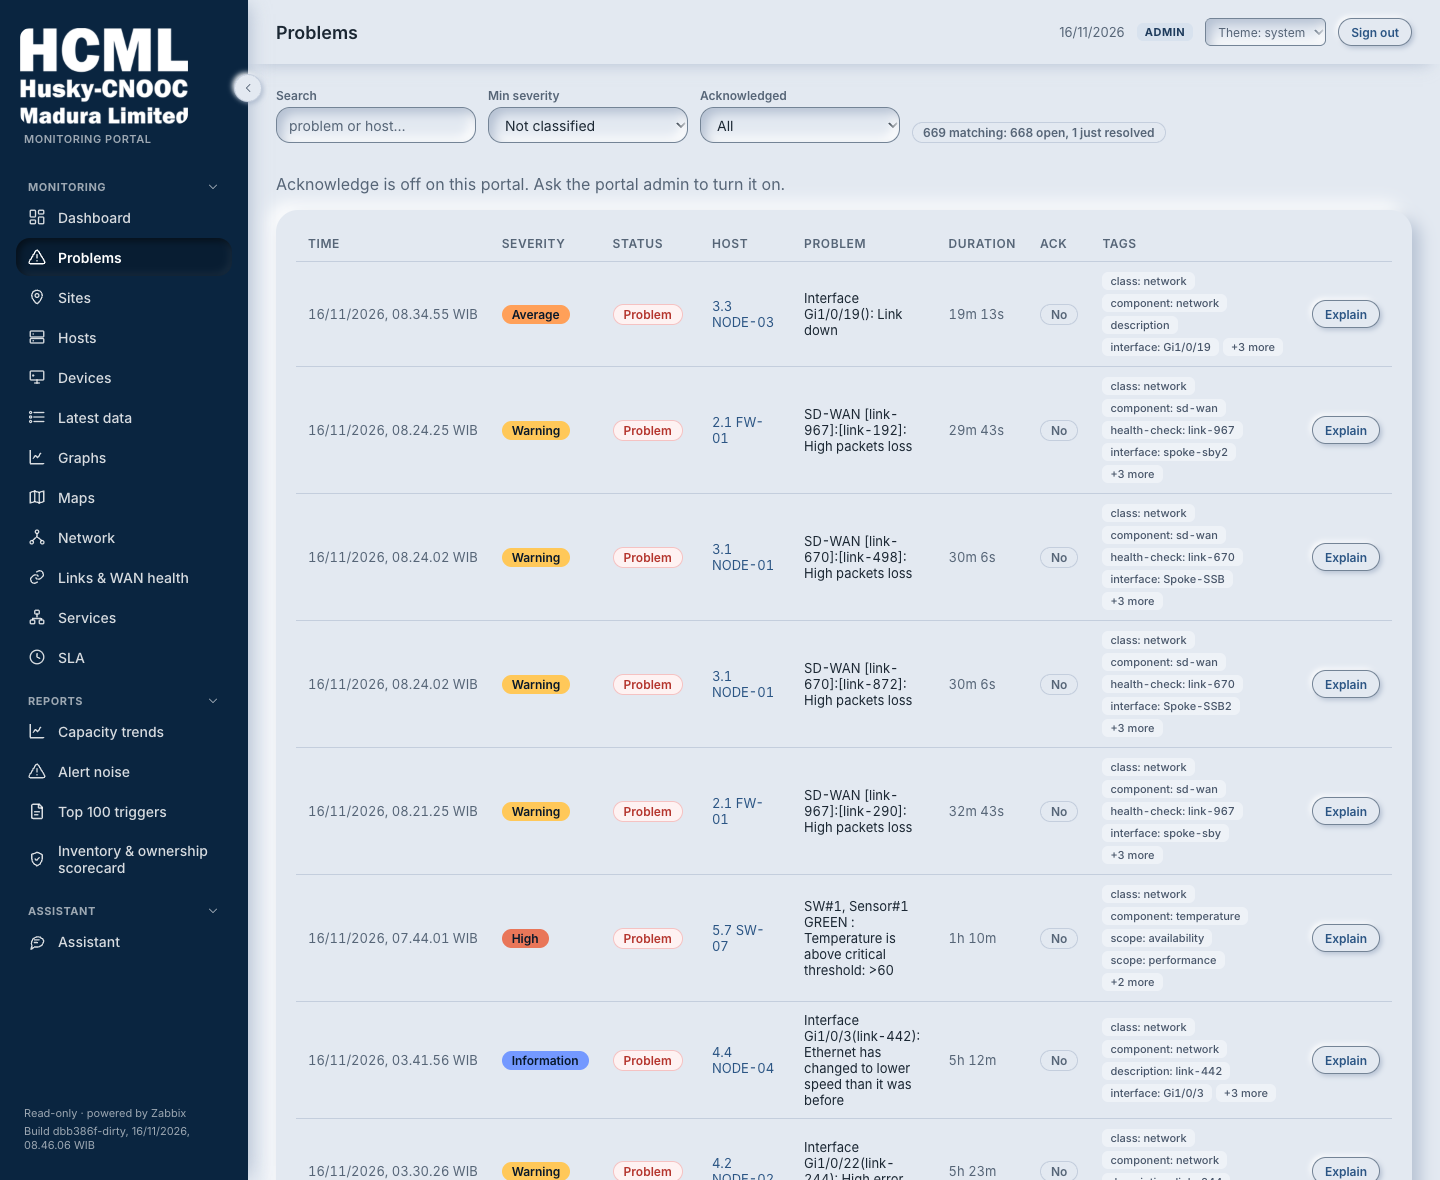 HCML
Husky-CNOOC
Madura Limited
MONITORING PORTAL
MONITORING
Dashboard
Problems
Sites
Hosts
Devices
Latest data
Graphs
Maps
Network
Links & WAN health
Services
SLA
REPORTS
Capacity trends
Alert noise
Top 100 triggers
Inventory & ownership
scorecard
ASSISTANT
Assistant
Read-only · powered by Zabbix
Build dbb386f-dirty, 16/11/2026,
08.46.06 WIB
Problems
16/11/2026 ADMIN Theme: system Sign out
Search Min severity Acknowledged
problem or host... Not classified All 669 matching: 668 open, 1 just resolved
Acknowledge is off on this portal. Ask the portal admin to turn it on.
TIME SEVERITY STATUS HOST PROBLEM DURATION ACK TAGS
16/11/2026, 08.34.55 WIB Average Problem
3.3
NODE-03
Interface
Gi1/0/19(): Link
down
19m 13s No
class: network
component: network
description
interface: Gi1/0/19 +3 more
Explain
16/11/2026, 08.24.25 WIB Warning Problem
2.1 FW-
01
SD-WAN [link-
967]:[link-192]:
High packets loss
29m 43s No
class: network
component: sd-wan
health-check: link-967
interface: spoke-sby2
+3 more
Explain
16/11/2026, 08.24.02 WIB Warning Problem
3.1
NODE-01
SD-WAN [link-
670]:[link-498]:
High packets loss
30m 6s No
class: network
component: sd-wan
health-check: link-670
interface: Spoke-SSB
+3 more
Explain
16/11/2026, 08.24.02 WIB Warning Problem
3.1
NODE-01
SD-WAN [link-
670]:[link-872]:
High packets loss
30m 6s No
class: network
component: sd-wan
health-check: link-670
interface: Spoke-SSB2
+3 more
Explain
16/11/2026, 08.21.25 WIB Warning Problem
2.1 FW-
01
SD-WAN [link-
967]:[link-290]:
High packets loss
32m 43s No
class: network
component: sd-wan
health-check: link-967
interface: spoke-sby
+3 more
Explain
16/11/2026, 07.44.01 WIB High Problem
5.7 SW-
07
SW#1, Sensor#1
GREEN :
Temperature is
above critical
threshold: >60
1h 10m No
class: network
component: temperature
scope: availability
scope: performance
+2 more
Explain
16/11/2026, 03.41.56 WIB Information Problem
4.4
NODE-04
Interface
Gi1/0/3(link-442):
Ethernet has
changed to lower
speed than it was
before
5h 12m No
class: network
component: network
description: link-442
interface: Gi1/0/3 +3 more
Explain
16/11/2026, 03.30.26 WIB Warning Problem
4.2
NODE-02
Interface
Gi1/0/22(link-
244): High error
5h 23m No
class: network
component: network
Explain